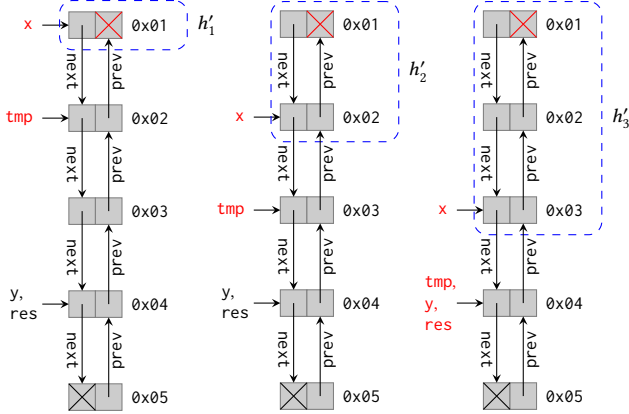 x 0x01 h′₁
next prev
tmp 0x02
next prev
0x03
next prev
y,
res 0x04
next prev
0x05
0x01
next prev h′₂
x 0x02
next prev
tmp 0x03
next prev
y,
res 0x04
next prev
0x05
0x01
next prev
0x02 h′₃
next prev
x 0x03
next prev
tmp,
y, 0x04
res
next prev
0x05